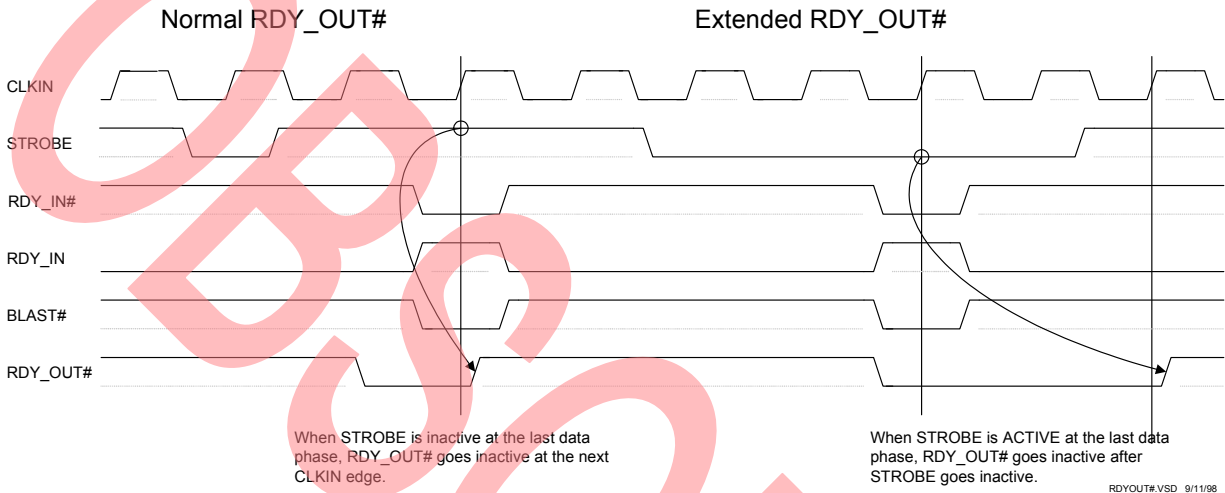 Normal RDY_OUT#
Extended RDY_OUT#
CLKIN
STROBE
RDY_IN#
RDY_IN
BLAST#
RDY_OUT#
When STROBE is inactive at the last data
phase, RDY_OUT# goes inactive at the next
CLKIN edge.
When STROBE is ACTIVE at the last data
phase, RDY_OUT# goes inactive after
STROBE goes inactive.
RDYOUT#.VSD 9/11/98
OBS